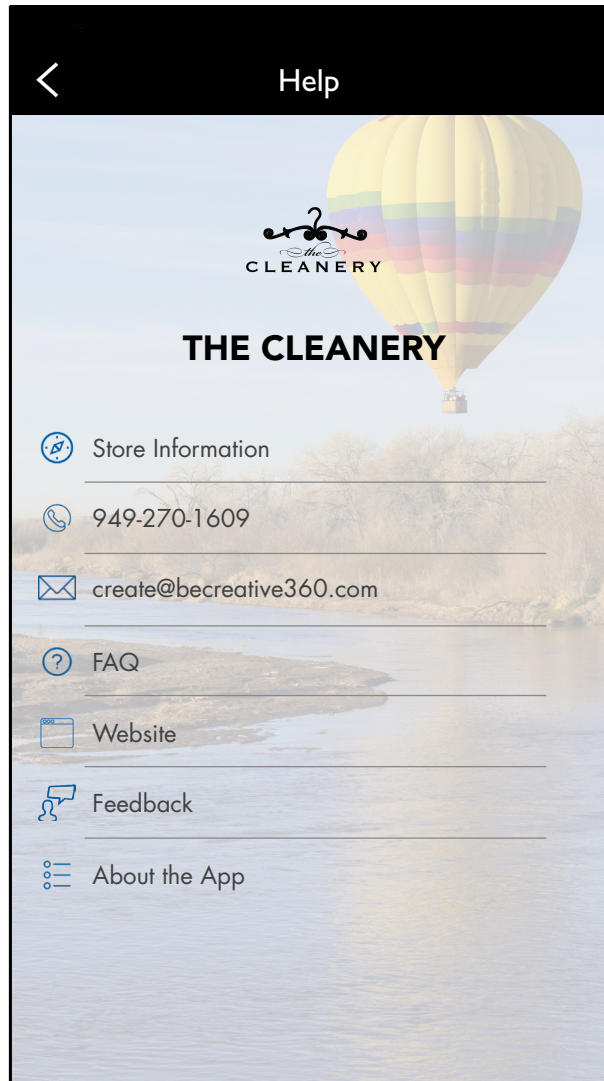 Help
the
CLEANERY
THE CLEANERY
Store Information
949-270-1609
create@becreative360.com
FAQ
Website
Feedback
About the App